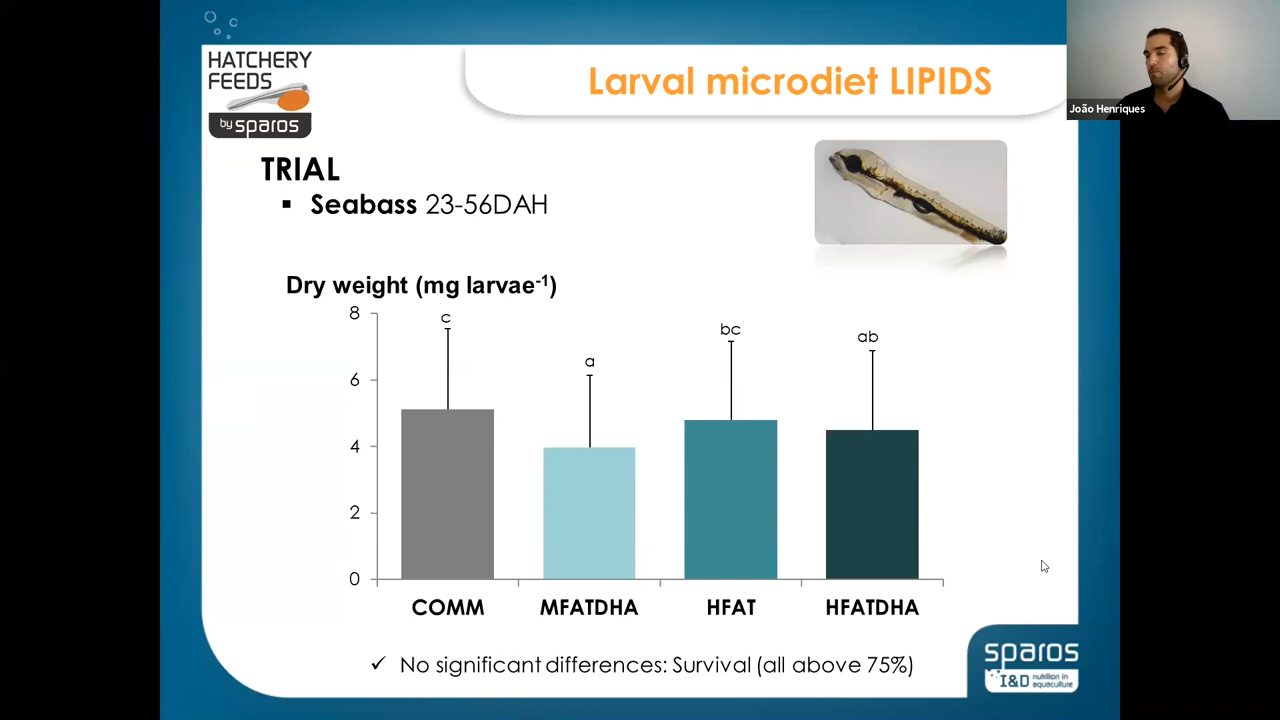 HATCHERY
FEEDS
by sparos
Larval microdiet LIPIDS
João Henriques
TRIAL
▪ Seabass 23-56DAH
Dry weight (mg larvae⁻¹)
8
6
4
2
0
c
a
bc
ab
COMM
MFATDHA
HFAT
HFATDHA
✓ No significant differences: Survival (all above 75%)
sparos
I&D nutrition in
aquaculture